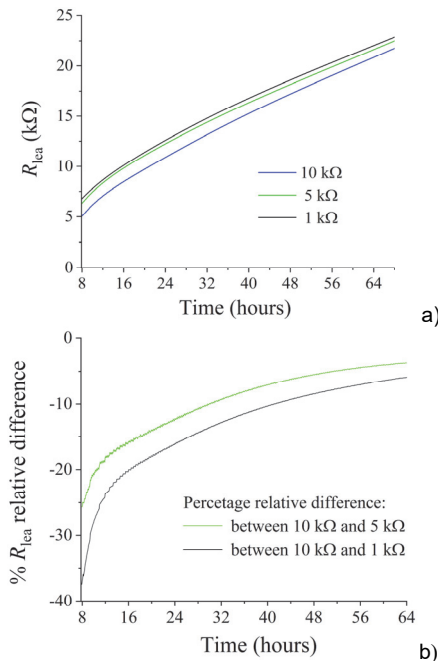 25
20
15
10
5
0
R_lea (kΩ)
10 kΩ
5 kΩ
1 kΩ
8 16 24 32 40 48 56 64
Time (hours)
a)
0
-10
-20
-30
-40
% R_lea relative difference
Percetage relative difference:
between 10 kΩ and 5 kΩ
between 10 kΩ and 1 kΩ
8 16 24 32 40 48 56 64
Time (hours)
b)